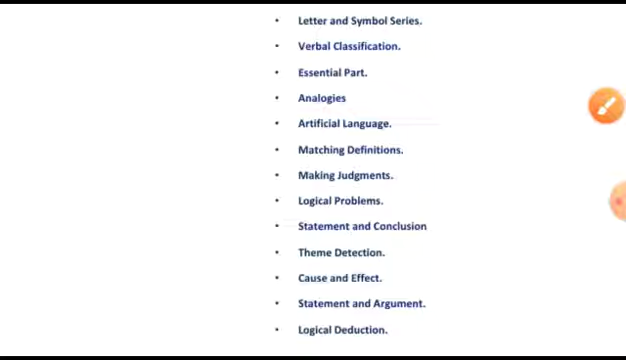 • Letter and Symbol Series.
• Verbal Classification.
• Essential Part.
• Analogies
• Artificial Language.
• Matching Definitions.
• Making Judgments.
• Logical Problems.
• Statement and Conclusion
• Theme Detection.
• Cause and Effect.
• Statement and Argument.
• Logical Deduction.